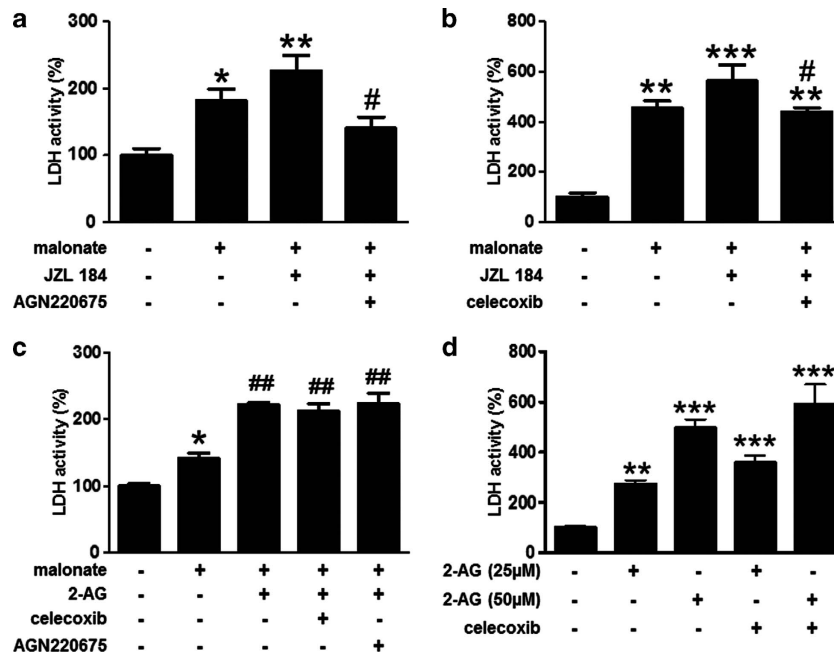 a
LDH activity (%)
300
200
100
0
*
**
#
malonate - + + +
JZL 184 - - + +
AGN220675 - - - +
b
LDH activity (%)
800
600
400
200
0
**
***
#
**
malonate - + + +
JZL 184 - - + +
celecoxib - - - +
c
LDH activity (%)
300
200
100
0
*
##
##
##
malonate - + + + +
2-AG - - + + +
celecoxib - - - + -
AGN220675 - - - - +
d
LDH activity (%)
800
600
400
200
0
**
***
***
***
2-AG (25µM) - + - + -
2-AG (50µM) - - + - +
celecoxib - - - + +